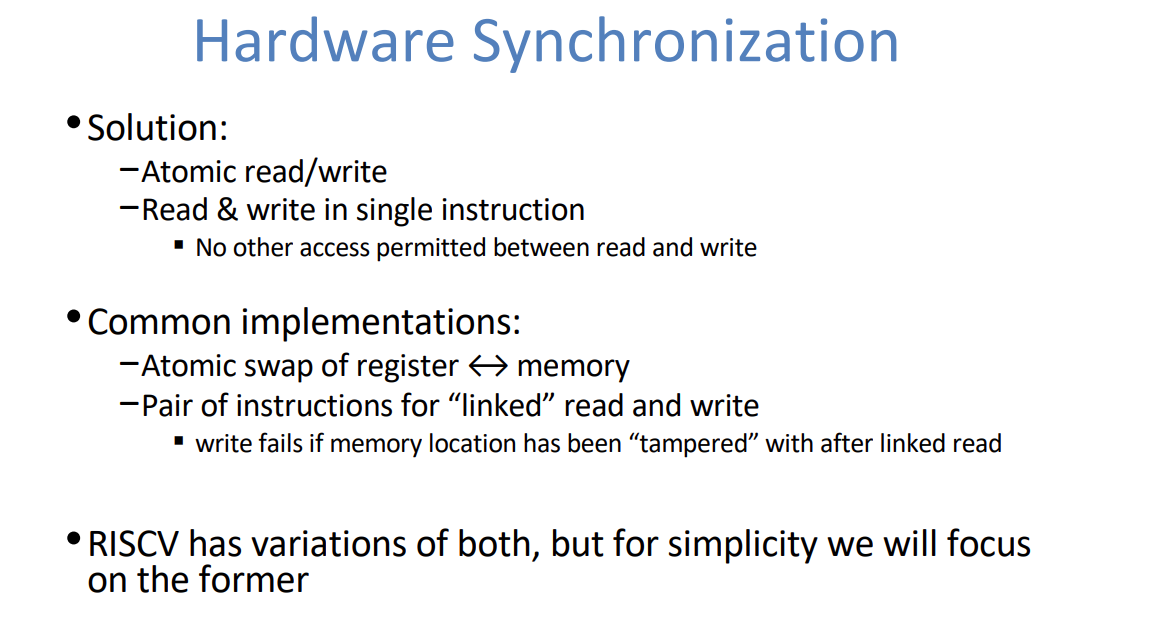 Hardware Synchronization
• Solution:
–Atomic read/write
–Read & write in single instruction
▪ No other access permitted between read and write
• Common implementations:
–Atomic swap of register ↔ memory
–Pair of instructions for “linked” read and write
▪ write fails if memory location has been “tampered” with after linked read
• RISCV has variations of both, but for simplicity we will focus
on the former